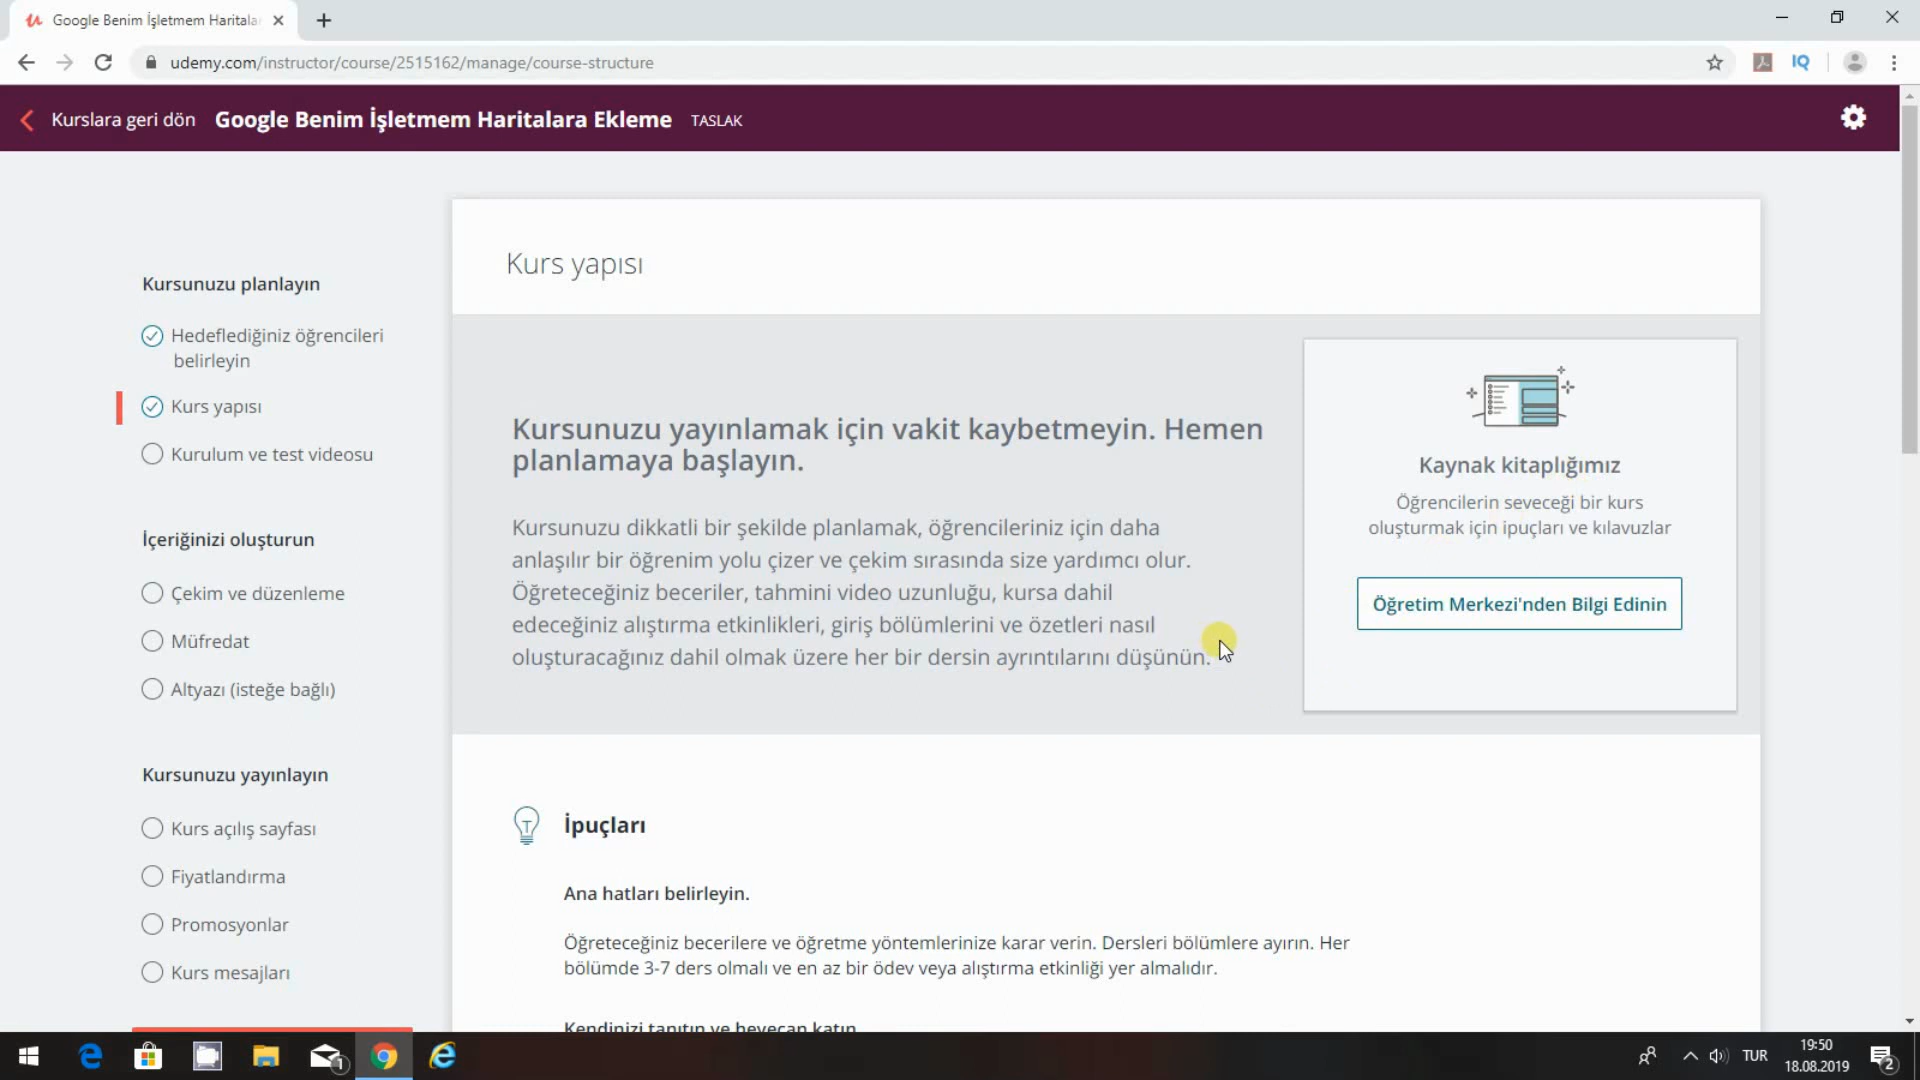 Google Benim İşletmem Haritala
udemy.com/instructor/course/2515162/manage/course-structure
IQ
Kurslara geri dön
Google Benim İşletmem Haritalara Ekleme
TASLAK
Kursunuzu planlayın
Hedeflediğiniz öğrencileri
belirleyin
Kurs yapısı
Kurulum ve test videosu
İçeriğinizi oluşturun
Çekim ve düzenleme
Müfredat
Altyazı (isteğe bağlı)
Kursunuzu yayınlayın
Kurs açılış sayfası
Fiyatlandırma
Promosyonlar
Kurs mesajları
Kurs yapısı
Kursunuzu yayınlamak için vakit kaybetmeyin. Hemen
planlamaya başlayın.
Kursunuzu dikkatli bir şekilde planlamak, öğrencileriniz için daha
anlaşılır bir öğrenim yolu çizer ve çekim sırasında size yardımcı olur.
Öğreteceğiniz beceriler, tahmini video uzunluğu, kursa dahil
edeceğiniz alıştırma etkinlikleri, giriş bölümlerini ve özetleri nasıl
oluşturacağınız dahil olmak üzere her bir dersin ayrıntılarını düşünün.
Kaynak kitaplığımız
Öğrencilerin seveceği bir kurs
oluşturmak için ipuçları ve kılavuzlar
Öğretim Merkezi'nden Bilgi Edinin
İpuçları
Ana hatları belirleyin.
Öğreteceğiniz becerilere ve öğretme yöntemlerinize karar verin. Dersleri bölümlere ayırın. Her
bölümde 3-7 ders olmalı ve en az bir ödev veya alıştırma etkinliği yer almalıdır.
Kendinizi tanıtın ve heyecan katın
1
TUR
19:50
18.08.2019
2